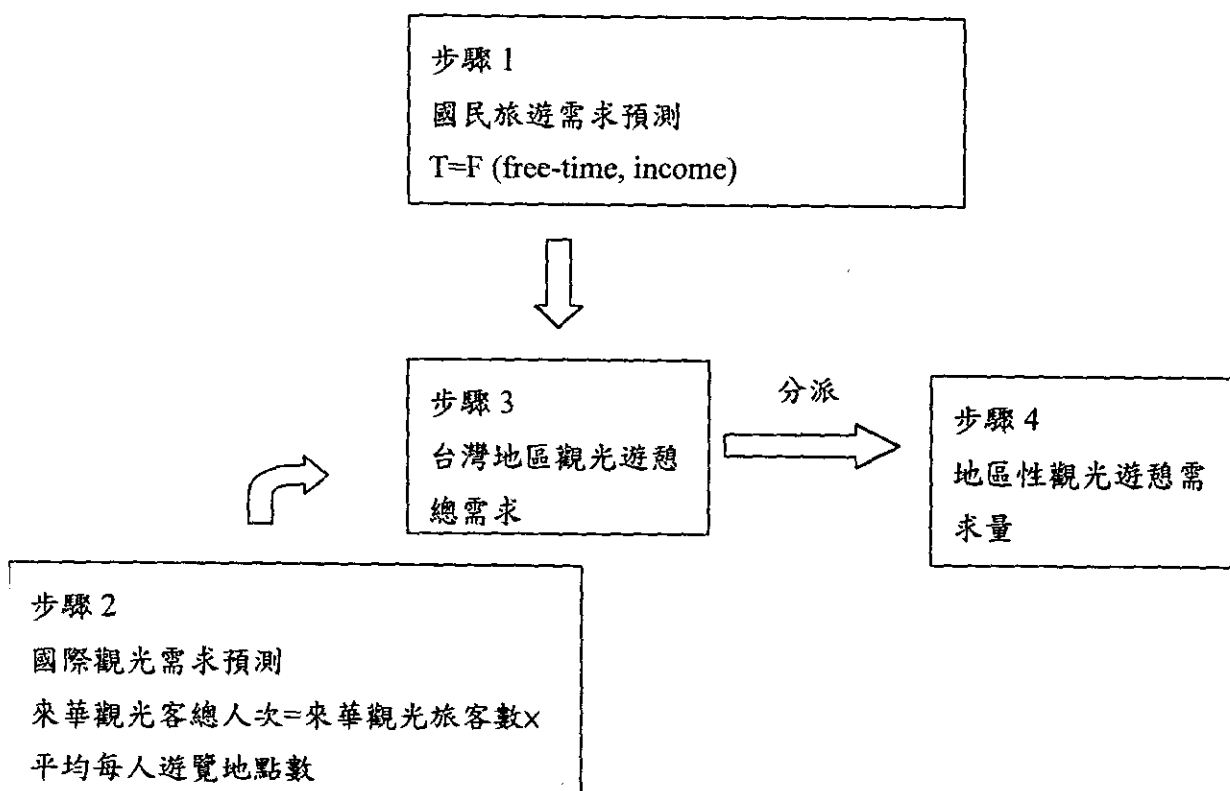 步驟 1
國民旅遊需求預測
T=F (free-time, income)
步驟 3
台灣地區觀光遊憩
總需求
分派
步驟 4
地區性觀光遊憩需
求量
步驟 2
國際觀光需求預測
來華觀光客總人次=來華觀光旅客數×
平均每人遊覽地點數